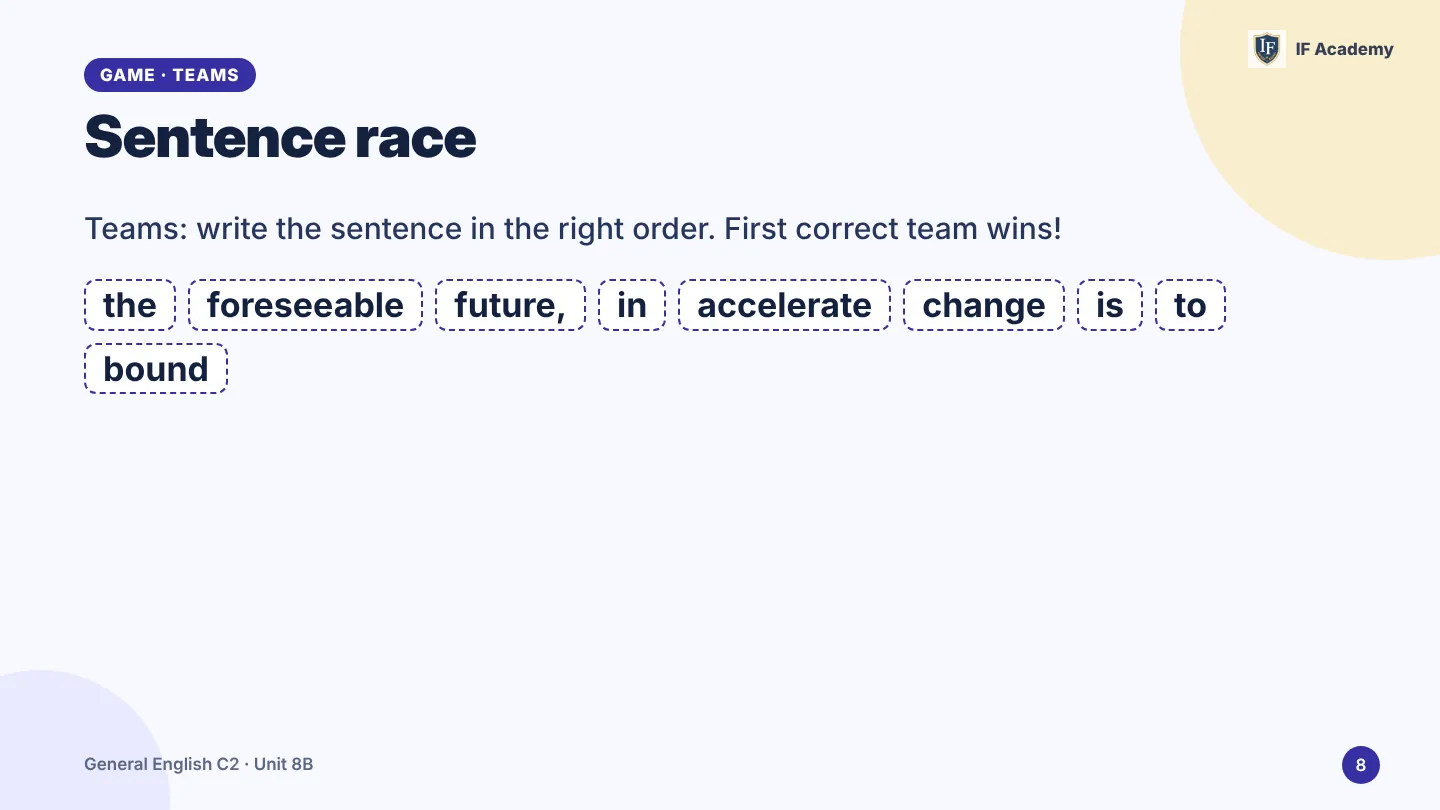 IF
IF Academy
GAME · TEAMS
Sentence race
Teams: write the sentence in the right order. First correct team wins!
the foreseeable future, in accelerate change is to
bound
General English C2 · Unit 8B
8